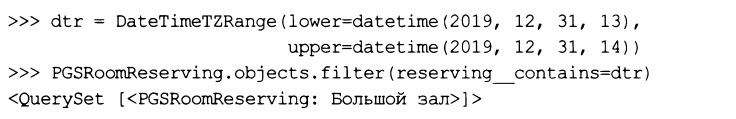 >>> dtr = DateTimeTZRange(lower=datetime(2019, 12, 31, 13),
                          upper=datetime(2019, 12, 31, 14))
>>> PGSRoomReserving.objects.filter(reserving__contains=dtr)
<QuerySet [<PGSRoomReserving: Большой зал>]>